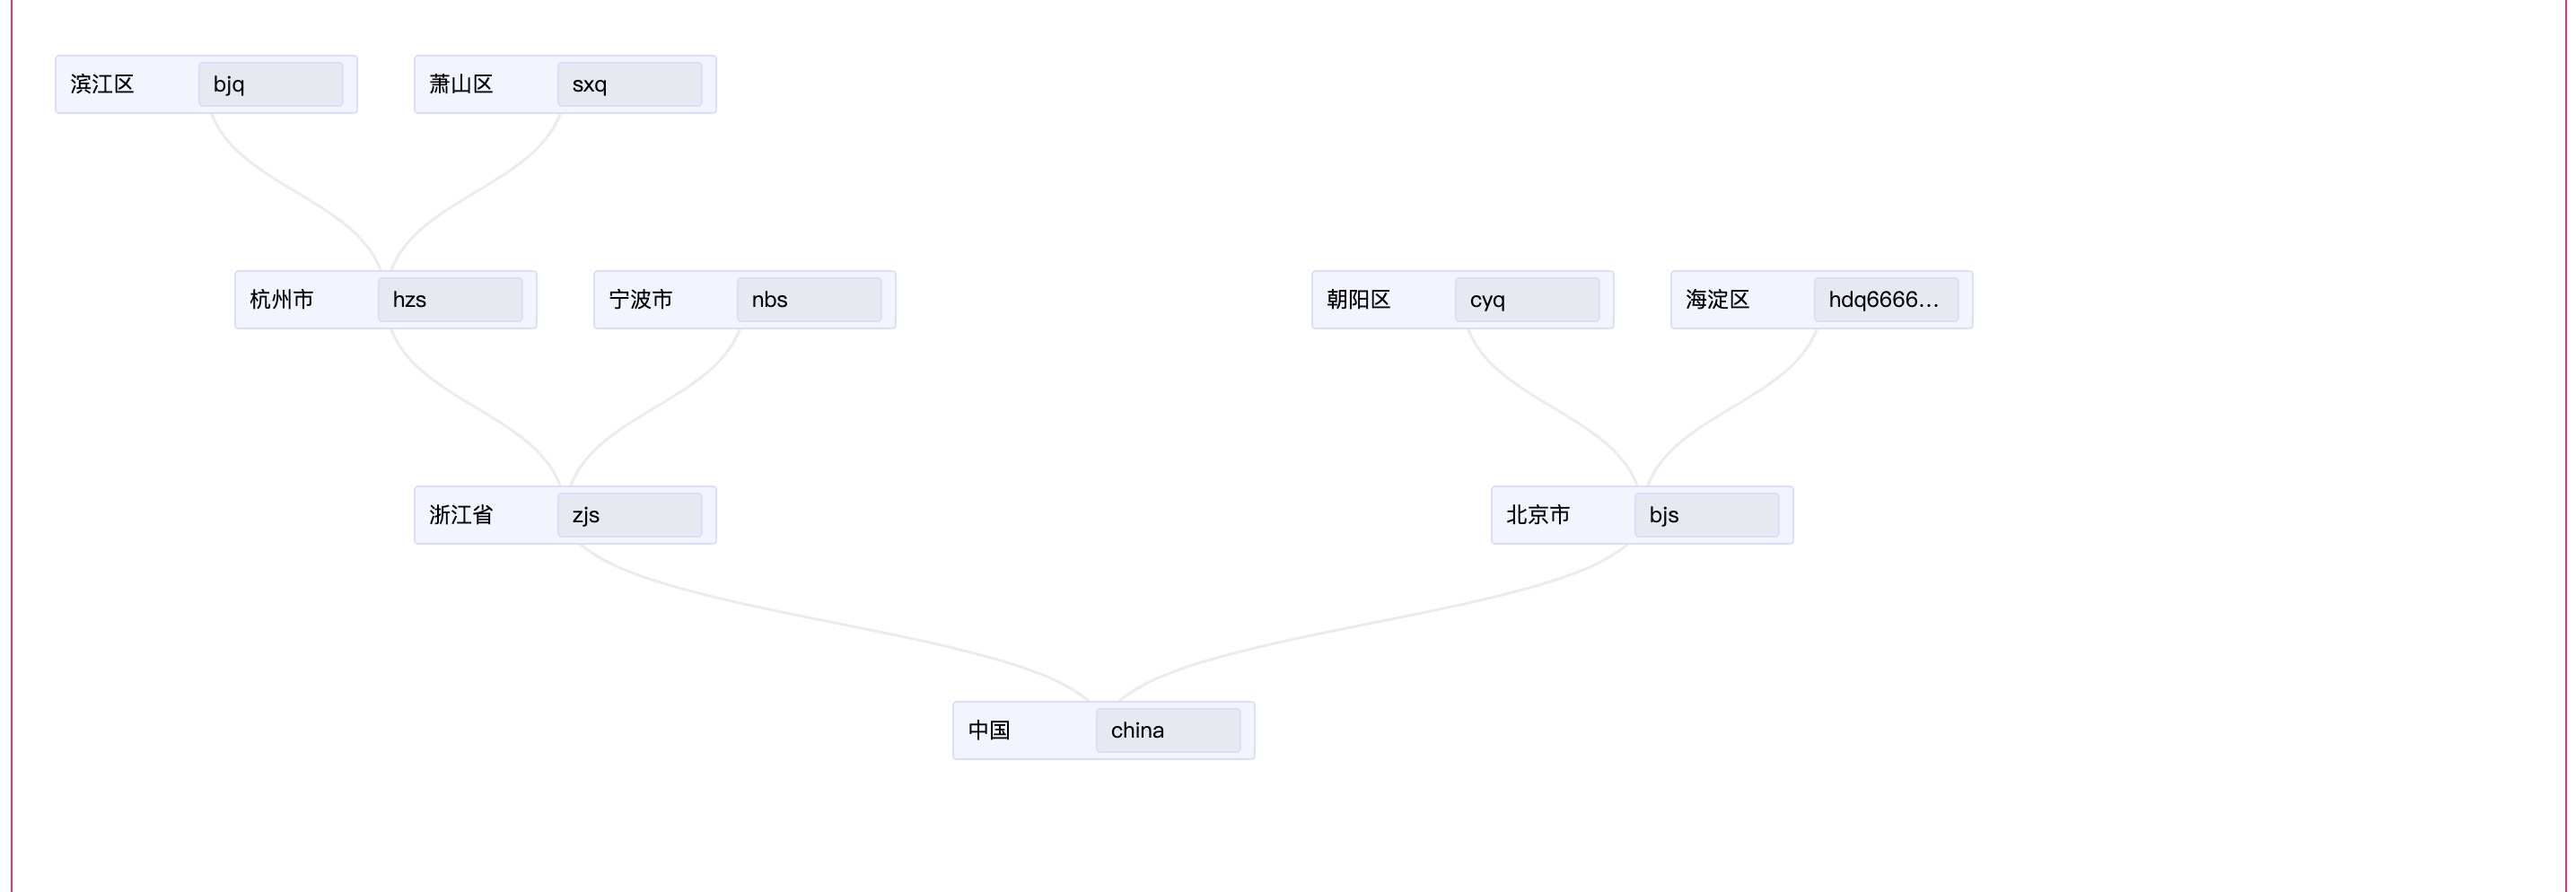 滨江区 bjq 萧山区 sxq
杭州市 hzs 宁波市 nbs 朝阳区 cyq 海淀区 hdq6666...
浙江省 zjs 北京市 bjs
中国 china